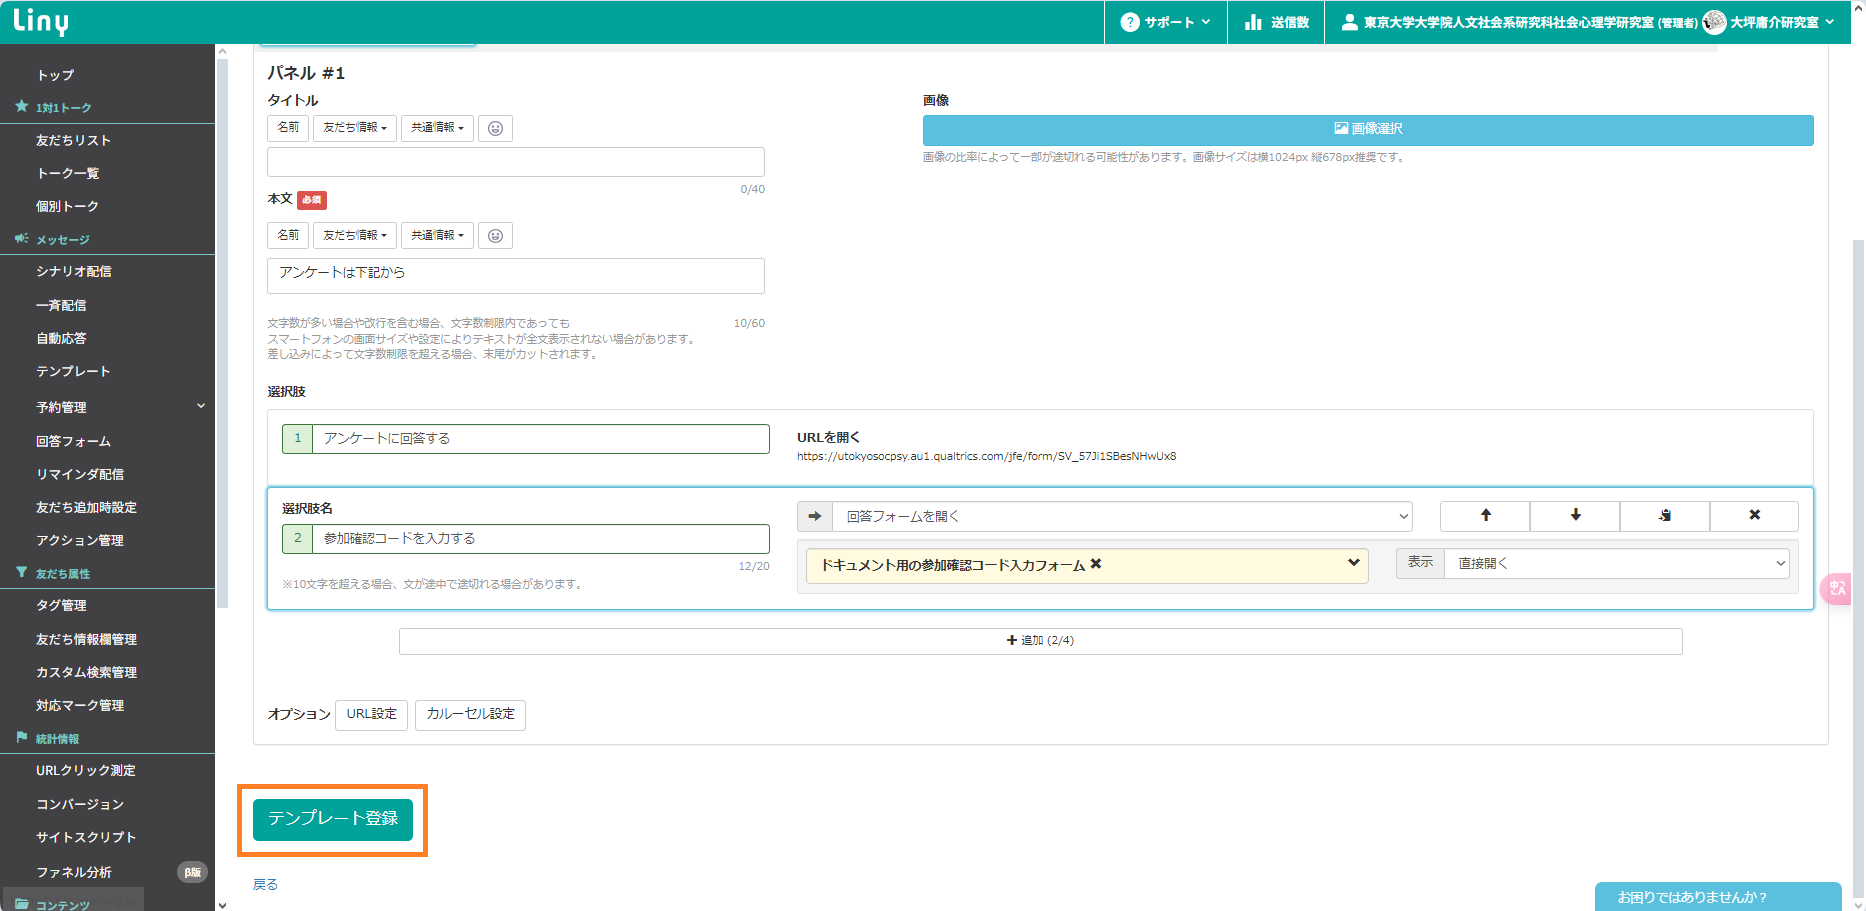 Liny
サポート
送信数
東京大学大学院人文社会系研究科社会心理学研究室 (管理者)
大坪庸介研究室
トップ
1対1トーク
友だちリスト
トーク一覧
個別トーク
メッセージ
シナリオ配信
一斉配信
自動応答
テンプレート
予約管理
回答フォーム
リマインダ配信
友だち追加時設定
アクション管理
友だち属性
タグ管理
友だち情報欄管理
カスタム検索管理
対応マーク管理
統計情報
URLクリック測定
コンバージョン
サイトスクリプト
ファネル分析 β版
コンテンツ
パネル #1
タイトル
名前 友だち情報 共通情報
0/40
画像
画像選択
画像の比率によって一部が途切れる可能性があります。画像サイズは横1024px 縦678px推奨です。
本文 必須
名前 友だち情報 共通情報
アンケートは下記から
文字数が多い場合や改行を含む場合、文字数制限内であっても
10/60
スマートフォンの画面サイズや設定によりテキストが全文表示されない場合があります。
差し込みによって文字数制限を超える場合、末尾がカットされます。
選択肢
1 アンケートに回答する
URLを開く
https://utokyosocpsy.au1.qualtrics.com/jfe/form/SV_57Ji1SBesNHwUx8
選択肢名
2 参加確認コードを入力する
12/20
※10文字を超える場合、文が途中で途切れる場合があります。
回答フォームを開く
ドキュメント用の参加確認コード入力フォーム
表示 直接開く
追加 (2/4)
オプション URL設定 カルーセル設定
テンプレート登録
戻る
お困りではありませんか？